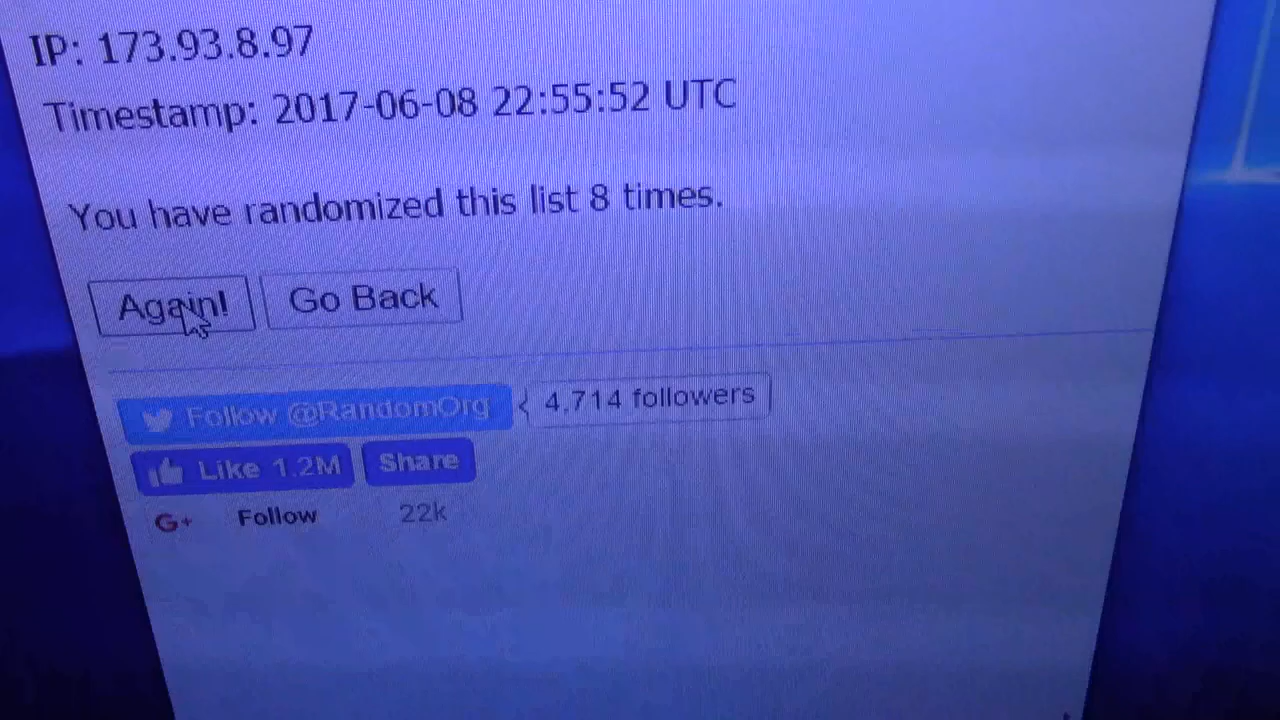 IP: 173.93.8.97
Timestamp: 2017-06-08 22:55:52 UTC
You have randomized this list 8 times.
Again! Go Back
Follow @RandomOrg 4,714 followers
Like 1.2M Share
G+ Follow 22k